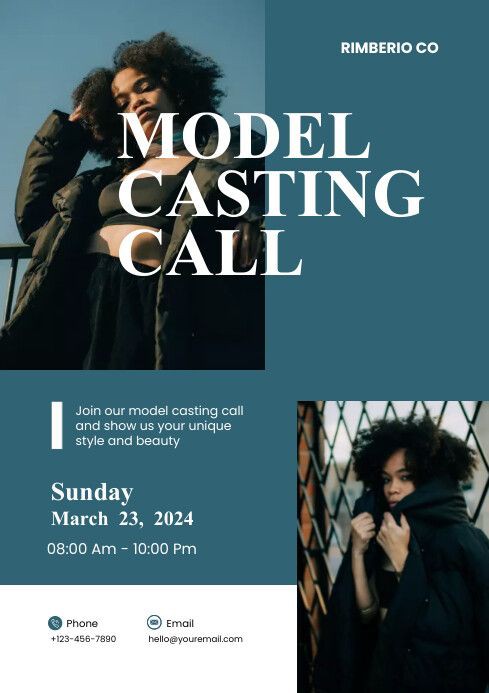 RIMBERIO CO
MODEL
CASTING
CALL
Join our model casting call
and show us your unique
style and beauty
Sunday
March 23, 2024
08:00 Am - 10:00 Pm
Phone
+123-456-7890
Email
hello@youremail.com